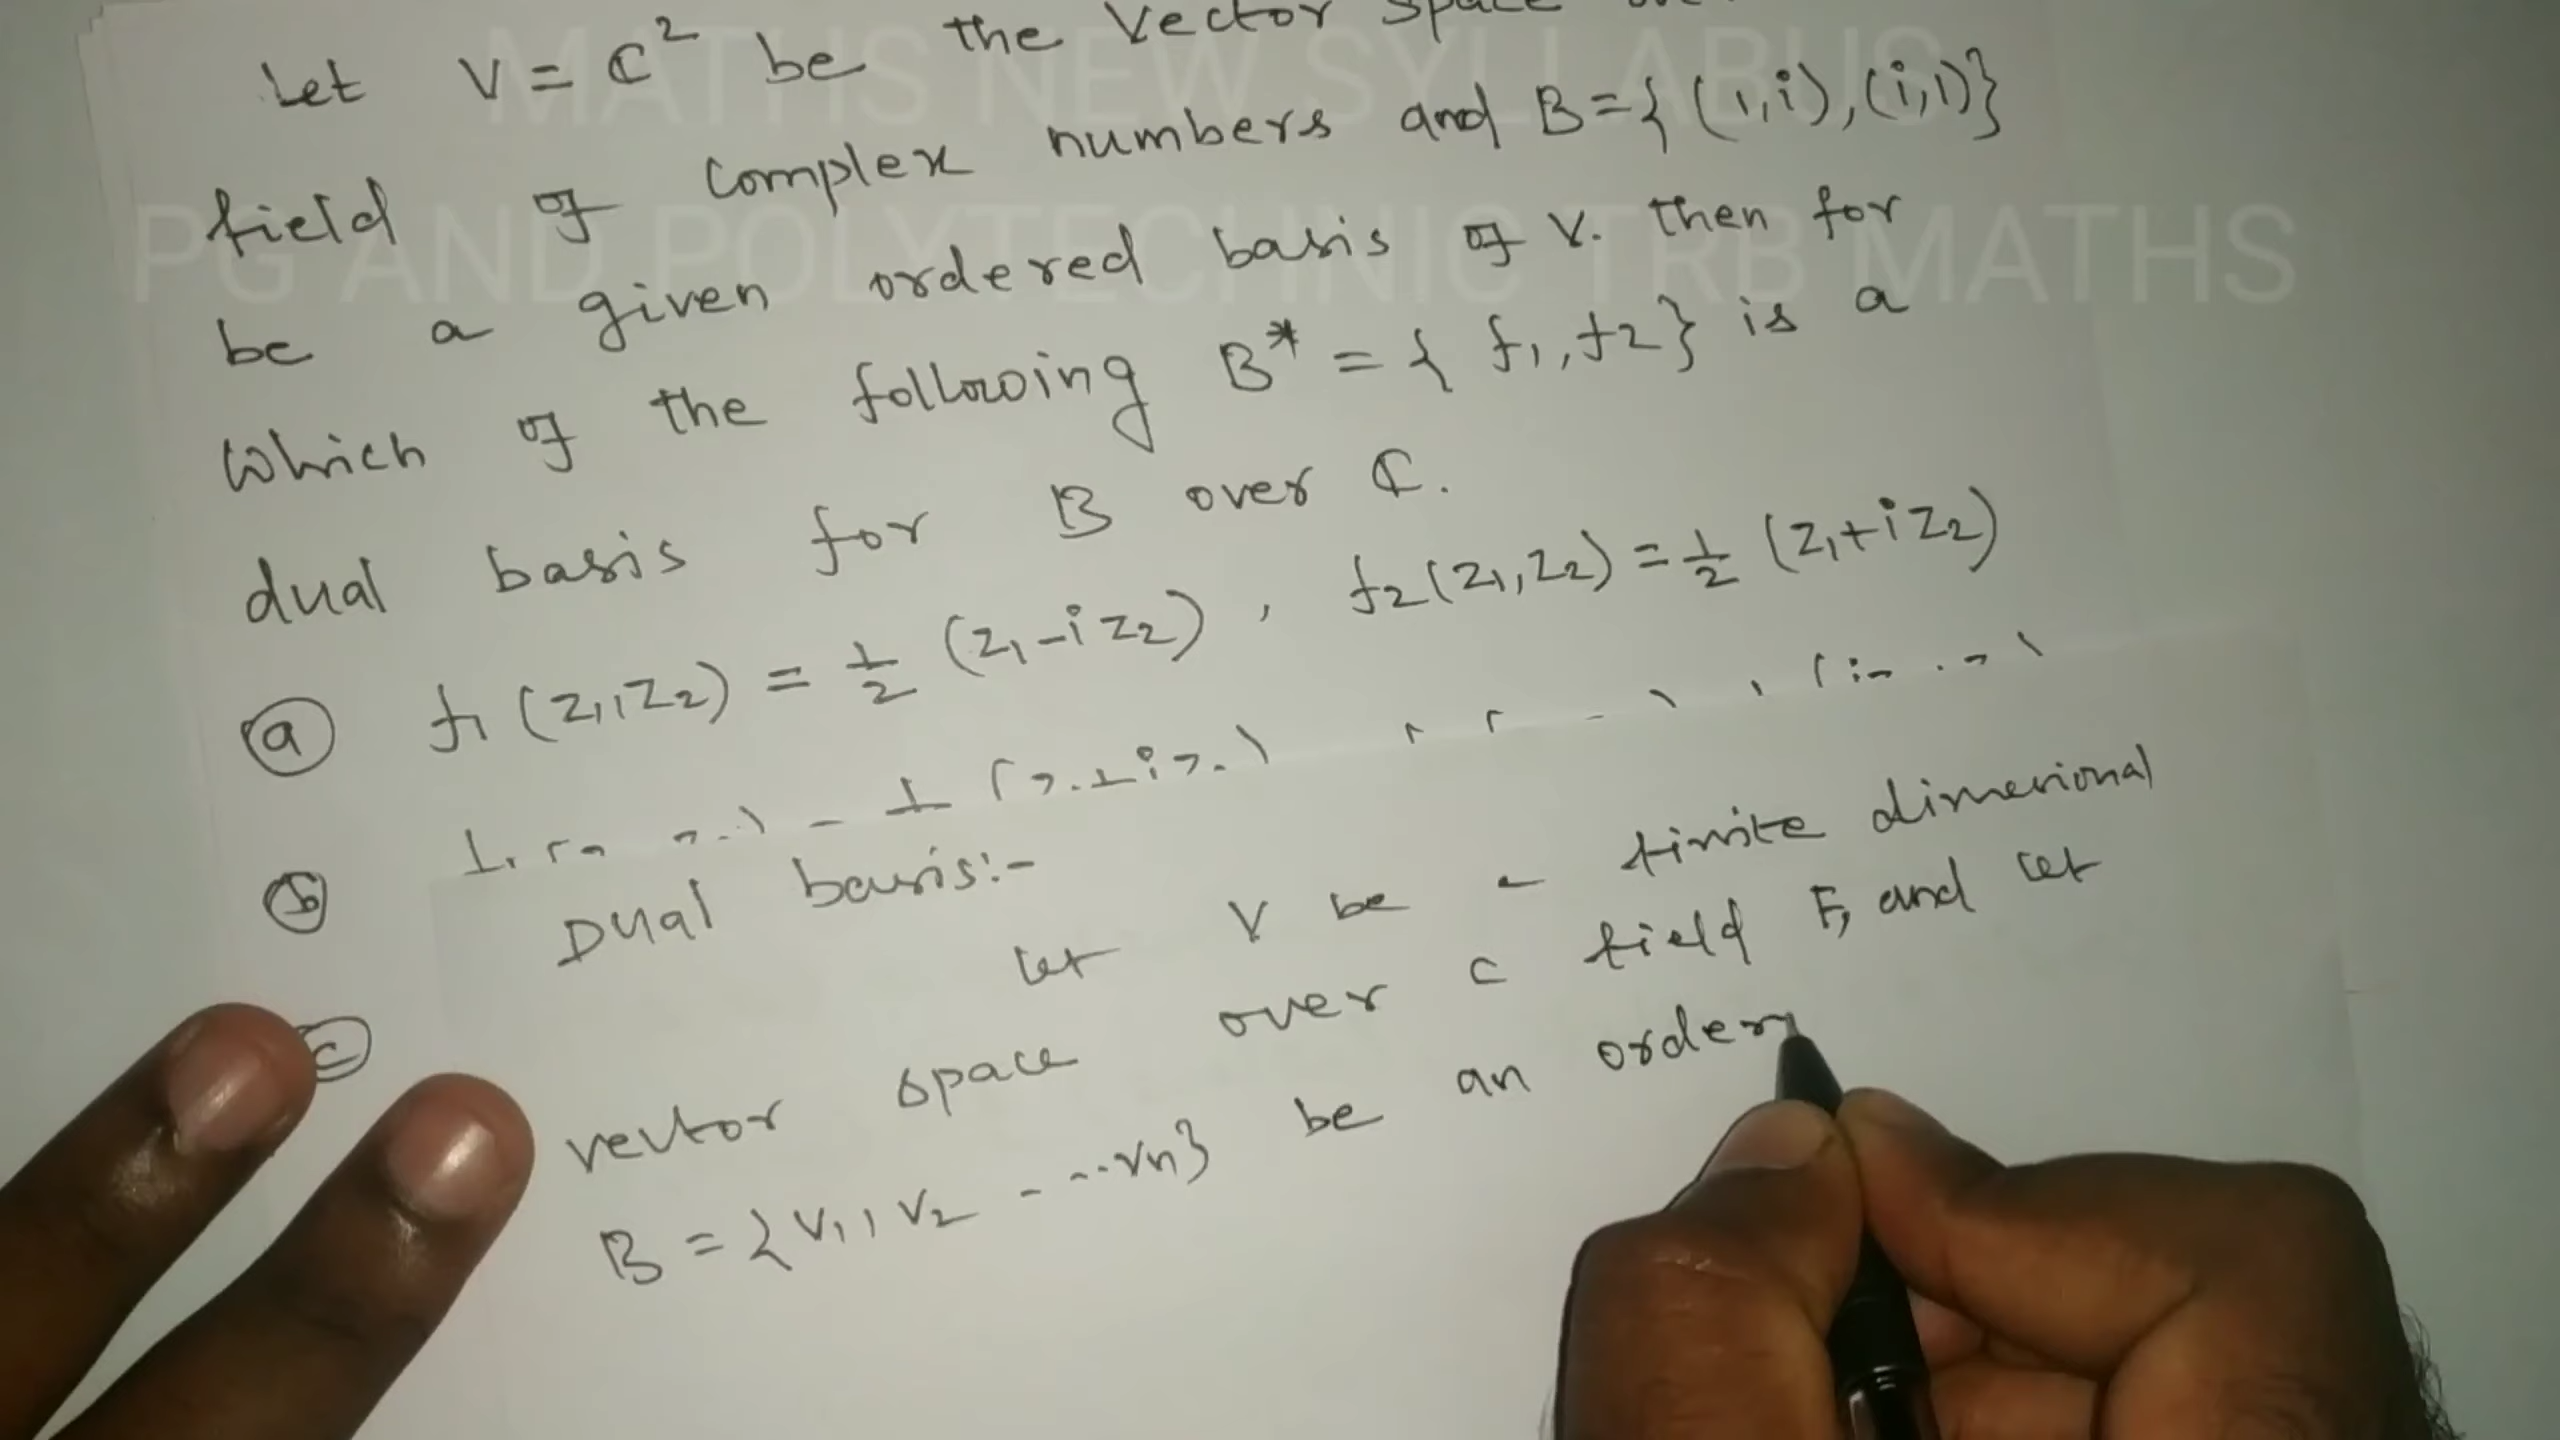 Let V = ℂ² be the Vector space
field of complex numbers and B={(1,i),(i,1)}
be a given ordered basis of V. then for
which of the following B* = { f1, f2} is a
dual basis for B over ℂ.
(a) f1 (z1, z2) = 1/2 (z1 - i z2), f2 (z1, z2) = 1/2 (z1 + i z2)
(b)
(c)
Dual basis:-
Let V be a finite dimensional
vector space over a field F, and let
B = {V1, V2 - - ...Vn} be an order
MATHS NEW SYLLABUS
PG AND POLYTECHNIC TRB MATHS